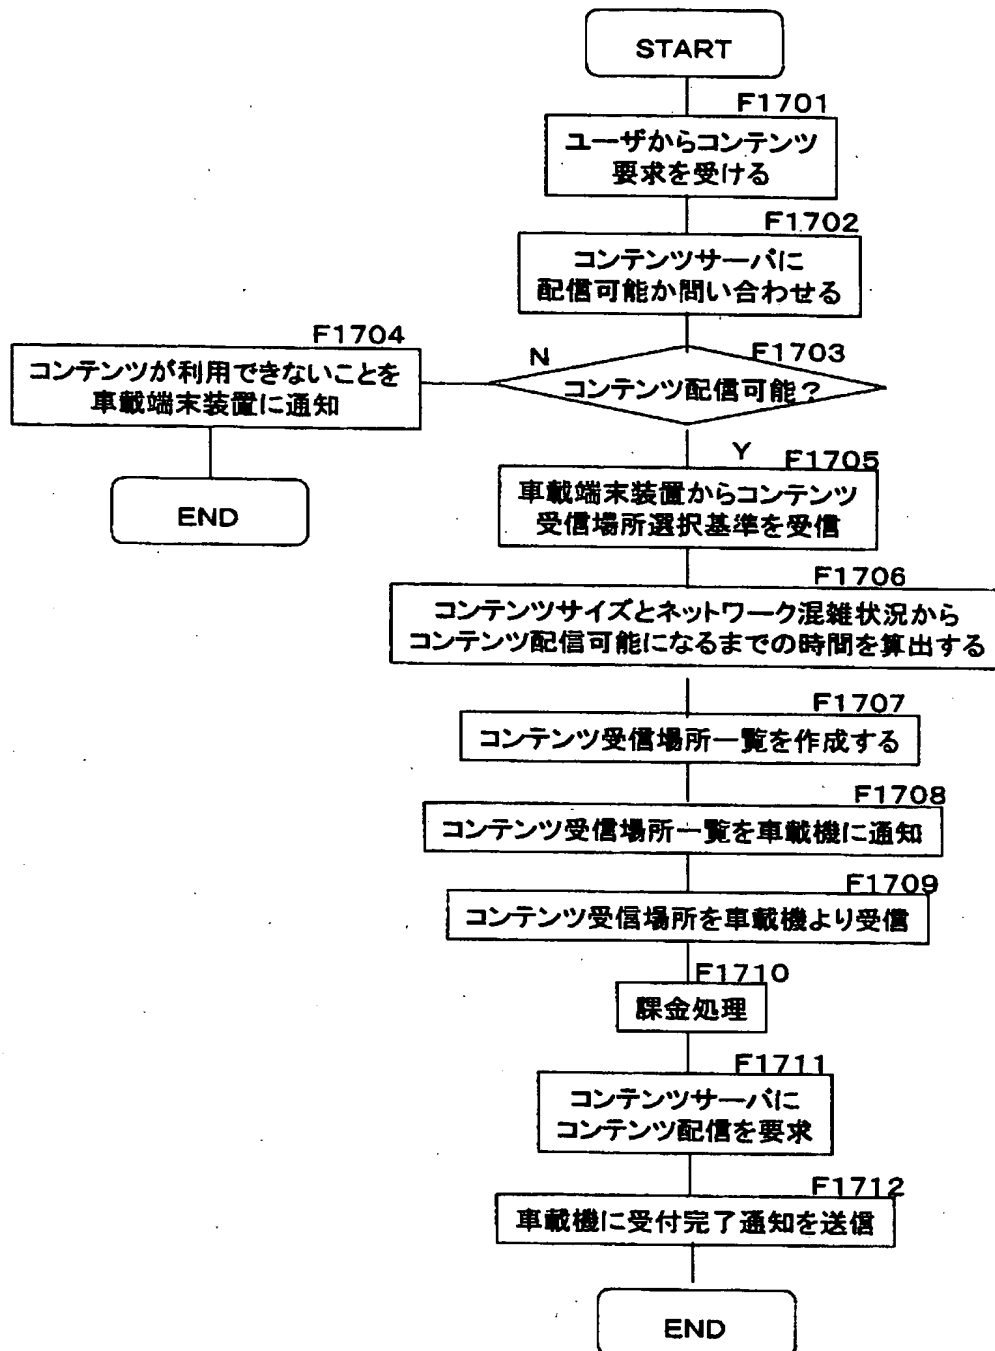 START
F1701
ユーザからコンテンツ
要求を受ける
F1702
コンテンツサーバに
配信可能か問い合わせる
F1703
コンテンツ配信可能？
N
F1704
コンテンツが利用できないことを
車載端末装置に通知
END
Y
F1705
車載端末装置からコンテンツ
受信場所選択基準を受信
F1706
コンテンツサイズとネットワーク混雑状況から
コンテンツ配信可能になるまでの時間を算出する
F1707
コンテンツ受信場所一覧を作成する
F1708
コンテンツ受信場所一覧を車載機に通知
F1709
コンテンツ受信場所を車載機より受信
F1710
課金処理
F1711
コンテンツサーバに
コンテンツ配信を要求
F1712
車載機に受付完了通知を送信
END